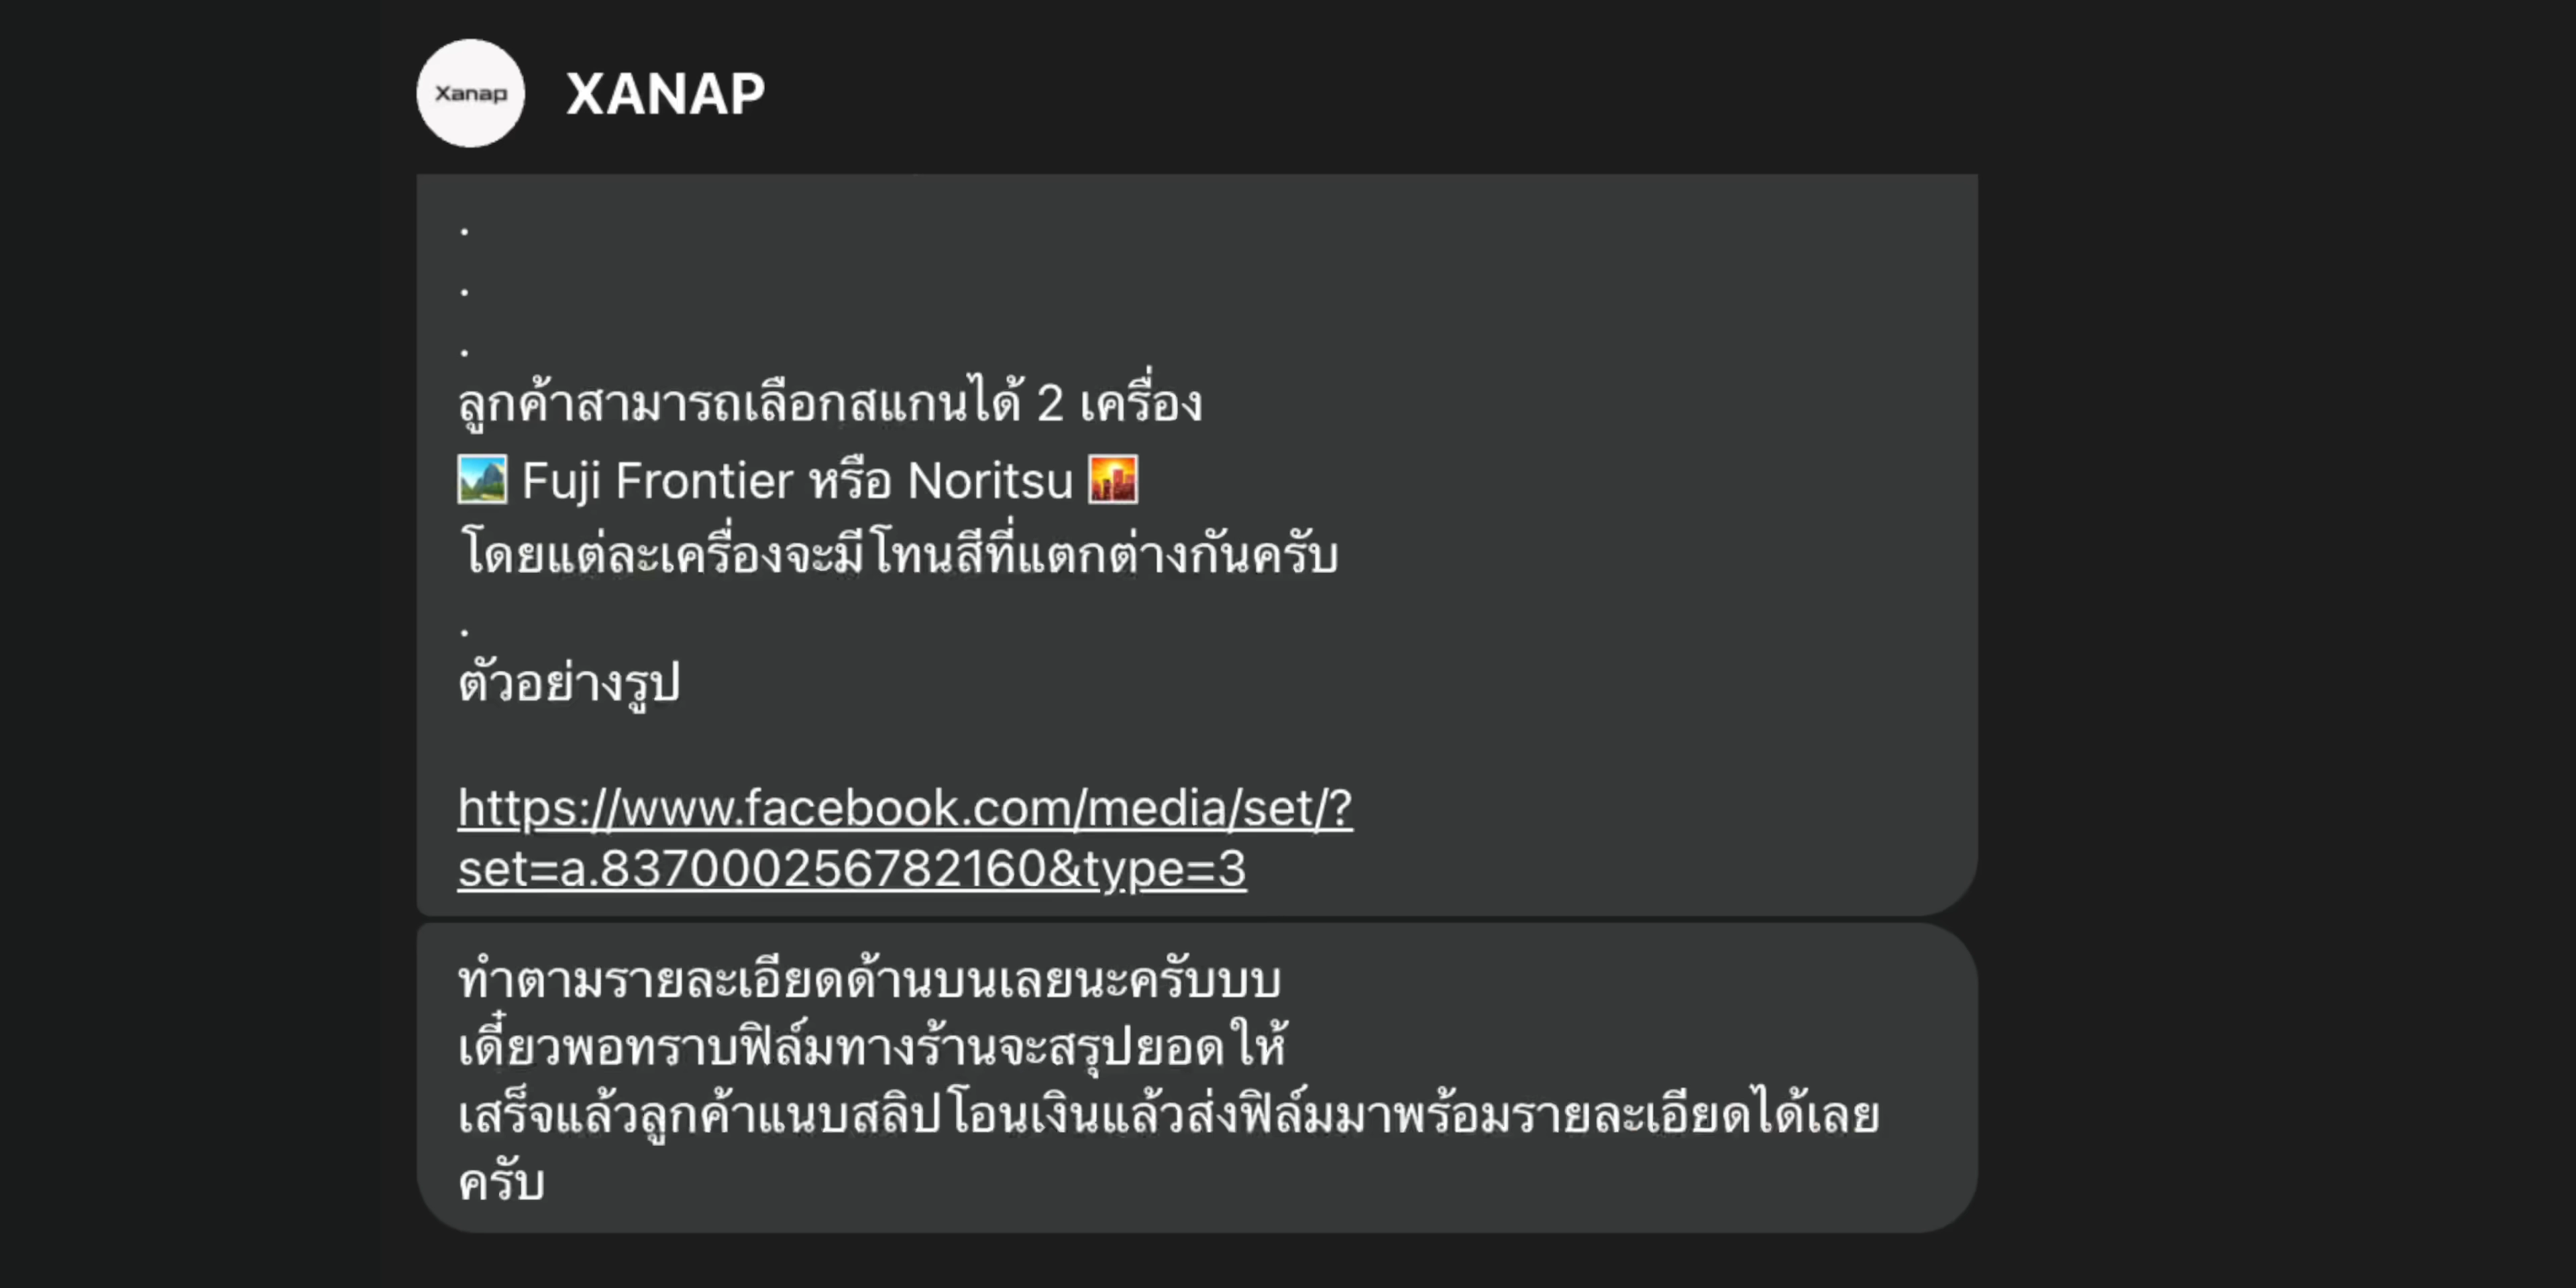 Xanap
XANAP
.
.
.
ลูกค้าสามารถเลือกสแกนได้ 2 เครื่อง
🏞️ Fuji Frontier หรือ Noritsu 🌇
โดยแต่ละเครื่องจะมีโทนสีที่แตกต่างกันครับ
.
ตัวอย่างรูป
https://www.facebook.com/media/set/?
set=a.837000256782160&type=3
ทำตามรายละเอียดด้านบนเลยนะครับบบ
เดี๋ยวพอทราบฟิล์มทางร้านจะสรุปยอดให้
เสร็จแล้วลูกค้าแนบสลิปโอนเงินแล้วส่งฟิล์มมาพร้อมรายละเอียดได้เลย
ครับ